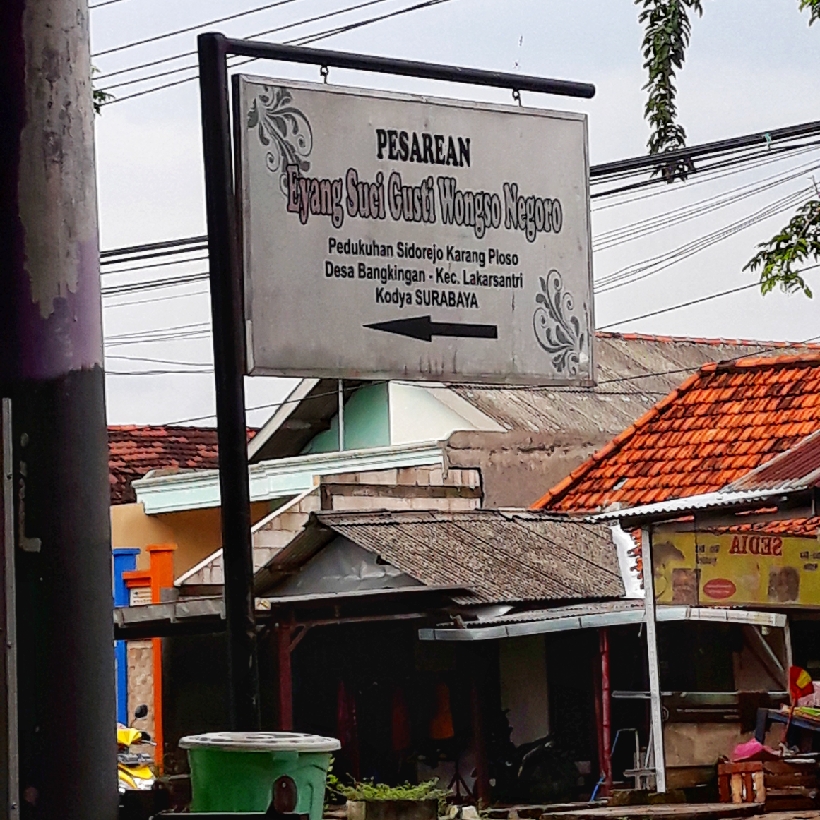 PESAREAN
Eyang Suci Gusti Wongso Negoro
Pedukuhan Sidorejo Karang Ploso
Desa Bangkingan - Kec. Lakarsantri
Kodya SURABAYA
SEDIA